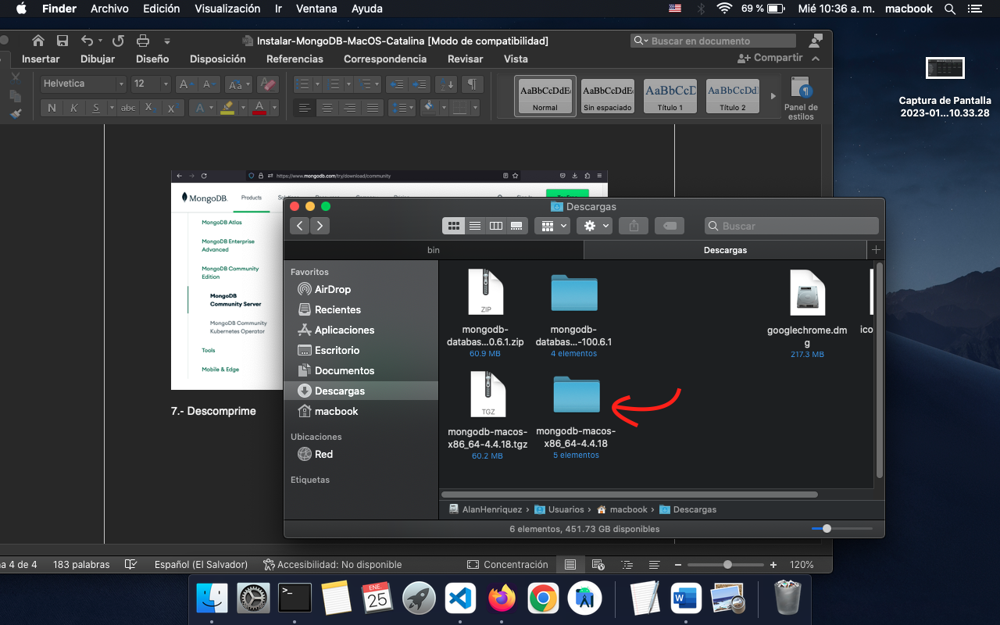 Finder Archivo Edición Visualización Ir Ventana Ayuda 69 % Mié 10:36 a. m. macbook
Instalar-MongoDB-MacOS-Catalina [Modo de compatibilidad]
Buscar en documento
Insertar Dibujar Diseño Disposición Referencias Correspondencia Revisar Vista
Compartir
Helvetica 12
N K S abc X X
AaBbCcDdE AaBbCcDdE AaBbCcD AaBbCcDd
Normal Sin espaciado Título 1 Título 2
Panel de
estilos
Captura de Pantalla
2023-01...10.33.28
https://www.mongodb.com/try/download/community
MongoDB. Products
MongoDB Atlas
MongoDB Enterprise
Advanced
MongoDB Community
Edition
MongoDB
Community Server
MongoDB Community
Kubernetes Operator
Tools
Mobile & Edge
7.- Descomprime
Descargas
Buscar
bin Descargas
Favoritos
AirDrop
Recientes
Aplicaciones
Escritorio
Documentos
Descargas
macbook
Ubicaciones
Red
Etiquetas
ZIP
mongodb-
databas...0.6.1.zip
60.9 MB
mongodb-
databas...-100.6.1
4 elementos
googlechrome.dm
g
217.3 MB
ico
TGZ
mongodb-macos-
x86_64-4.4.18.tgz
60.2 MB
mongodb-macos-
x86_64-4.4.18
5 elementos
AlanHenriquez › Usuarios › macbook › Descargas
6 elementos, 451.73 GB disponibles
na 4 de 4 183 palabras Español (El Salvador) Accesibilidad: No disponible Concentración 120%
ENE.
25